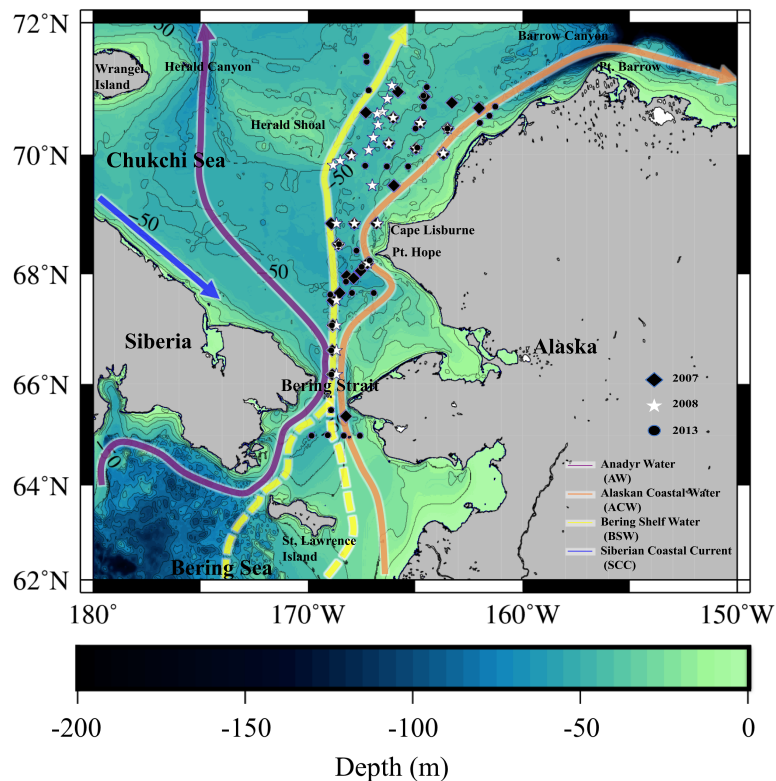 72˚N
70˚N
68˚N
66˚N
64˚N
62˚N
Wrangel
Island
Herald Canyon
Barrow Canyon
Pt. Barrow
Herald Shoal
Chukchi Sea
-50
-50
-50
Cape Lisburne
Pt. Hope
Siberia
Alaska
Bering Strait
2007
2008
2013
Anadyr Water
(AW)
Alaskan Coastal Water
(ACW)
Bering Shelf Water
(BSW)
Siberian Coastal Current
(SCC)
St. Lawrence
Island
Bering Sea
180˚
170˚W
160˚W
150˚W
-200
-150
-100
-50
0
Depth (m)